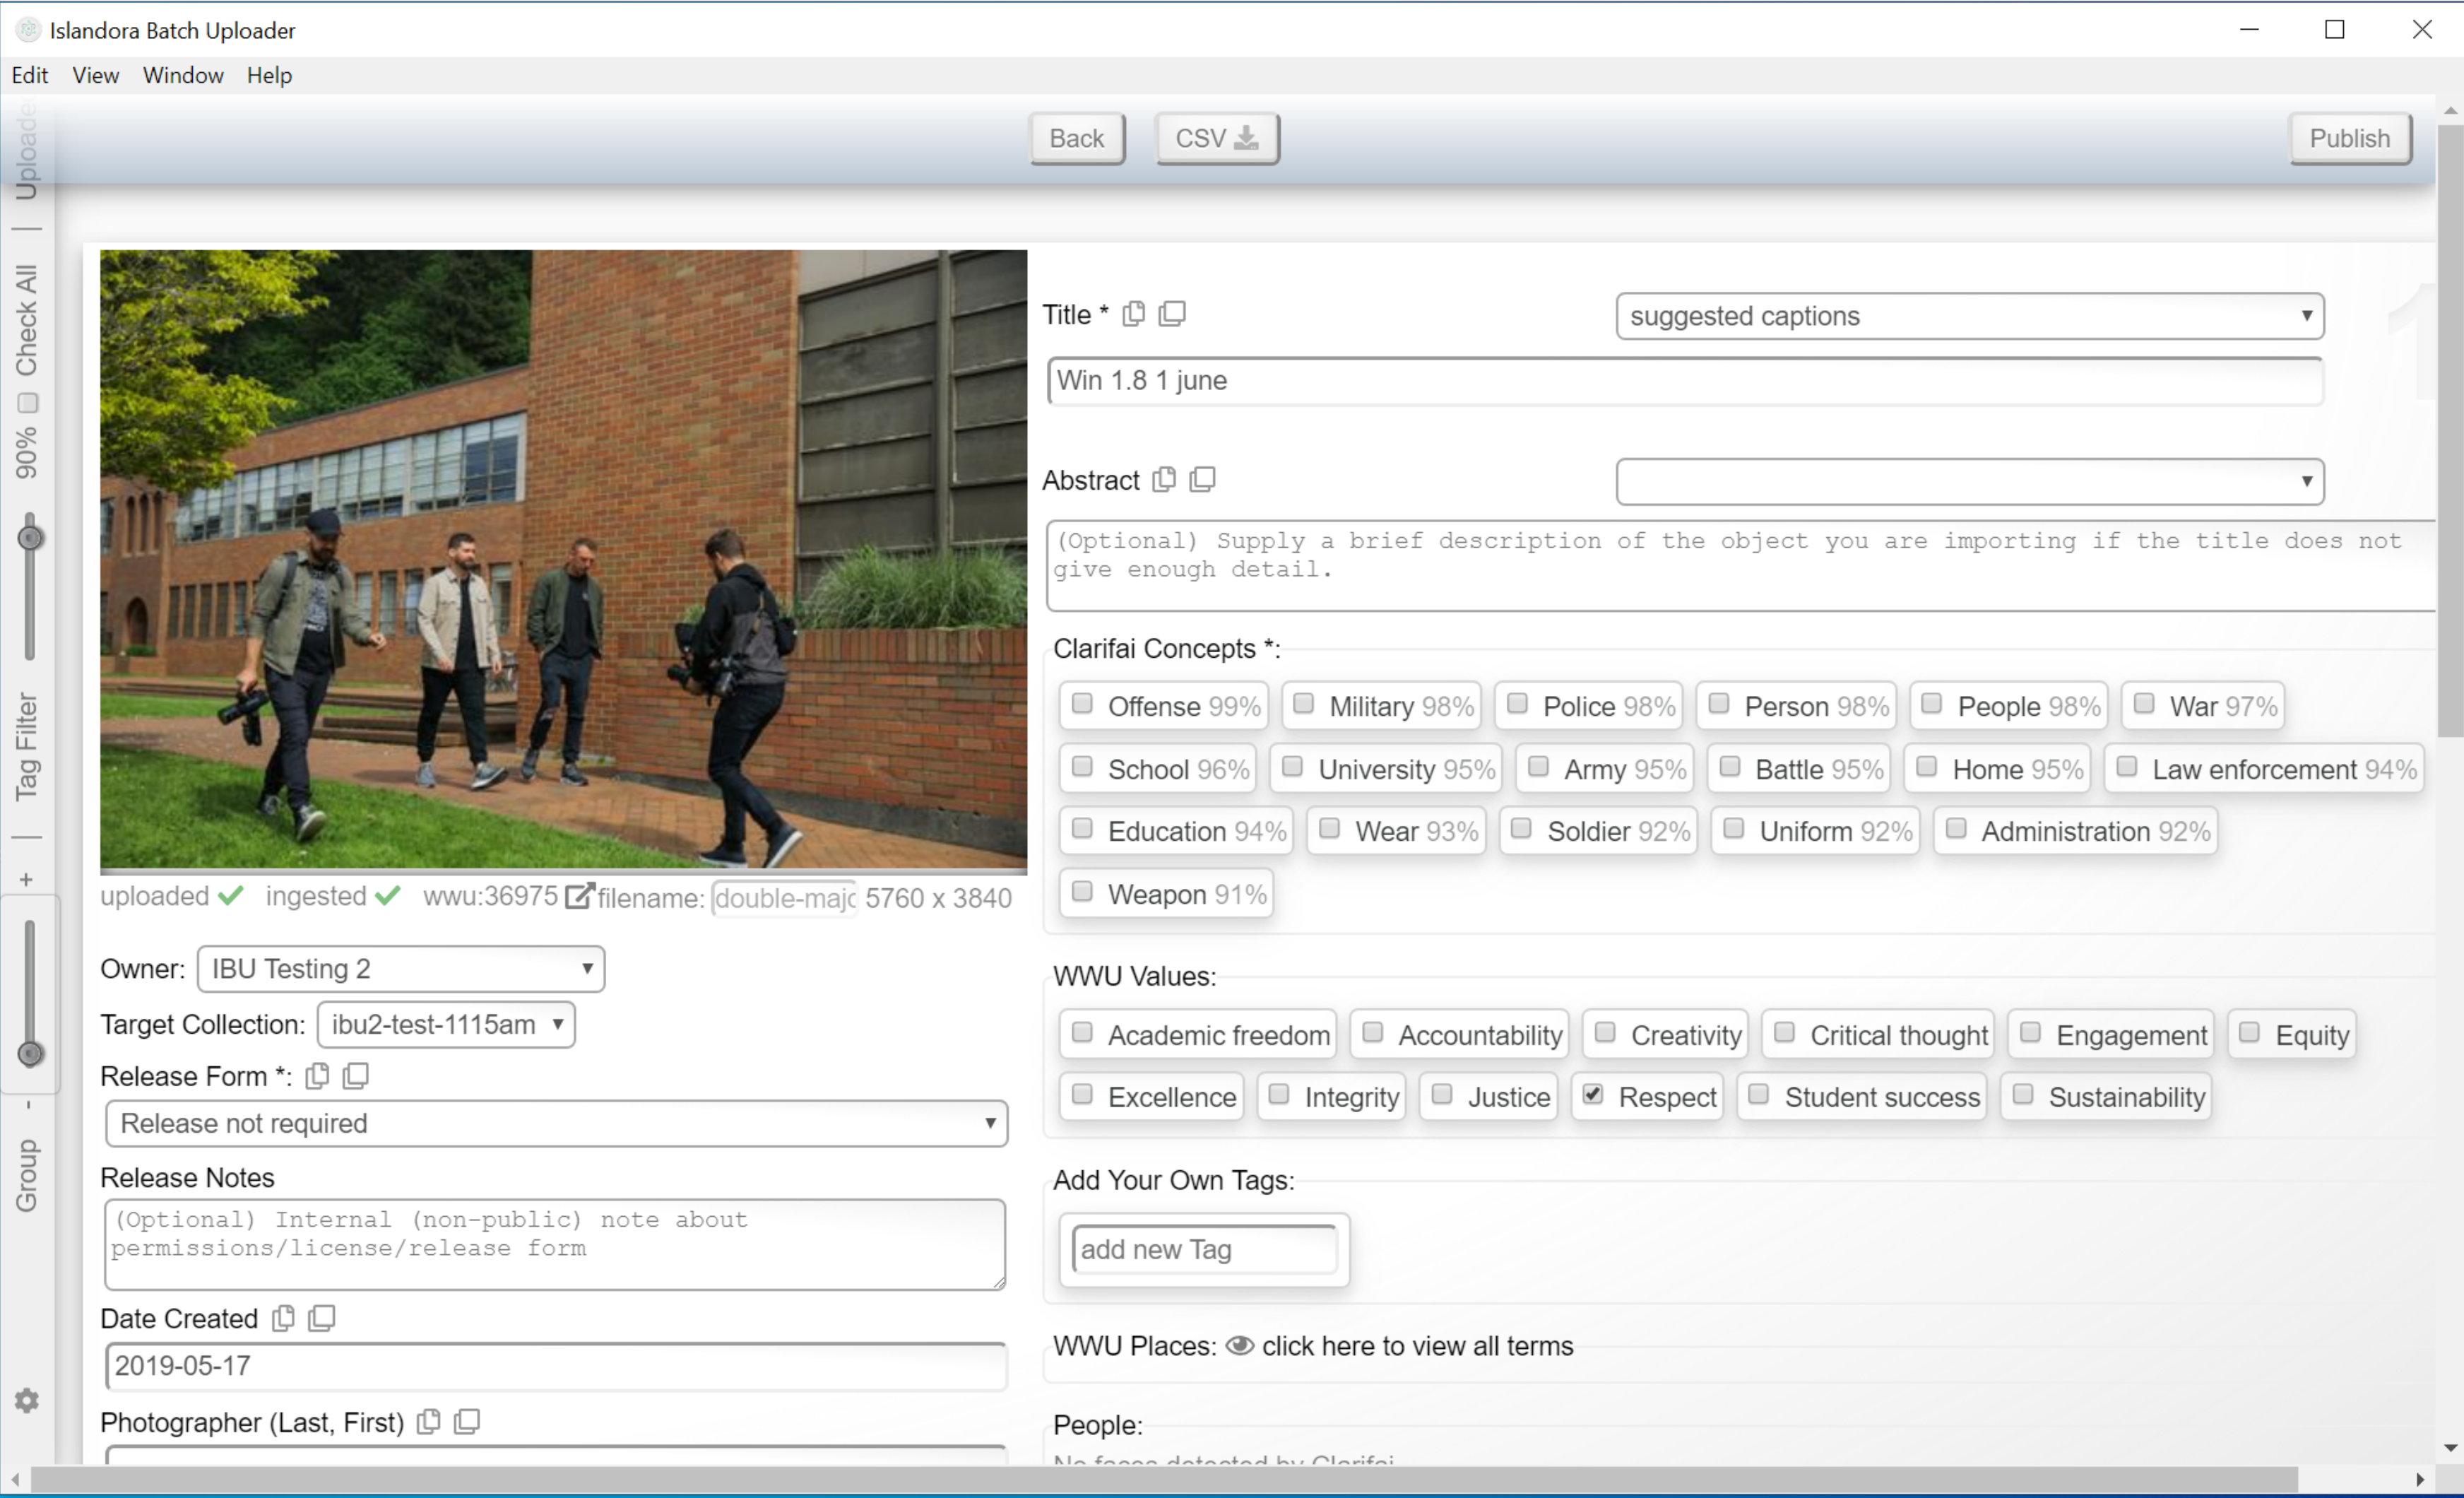 Islandora Batch Uploader
Edit View Window Help
Back CSV Publish
Uploader
Check All
90%
Tag Filter
+
-
Group
uploaded ingested wwu:36975 filename: double-majo 5760 x 3840
Owner: IBU Testing 2
Target Collection: ibu2-test-1115am
Release Form *:
Release not required
Release Notes
(Optional) Internal (non-public) note about
permissions/license/release form
Date Created
2019-05-17
Photographer (Last, First)
1
Title * suggested captions
Win 1.8 1 june
Abstract
(Optional) Supply a brief description of the object you are importing if the title does not
give enough detail.
Clarifai Concepts *:
Offense 99% Military 98% Police 98% Person 98% People 98% War 97%
School 96% University 95% Army 95% Battle 95% Home 95% Law enforcement 94%
Education 94% Wear 93% Soldier 92% Uniform 92% Administration 92%
Weapon 91%
WWU Values:
Academic freedom Accountability Creativity Critical thought Engagement Equity
Excellence Integrity Justice Respect Student success Sustainability
Add Your Own Tags:
add new Tag
WWU Places: click here to view all terms
People:
No faces detected by Clarifai